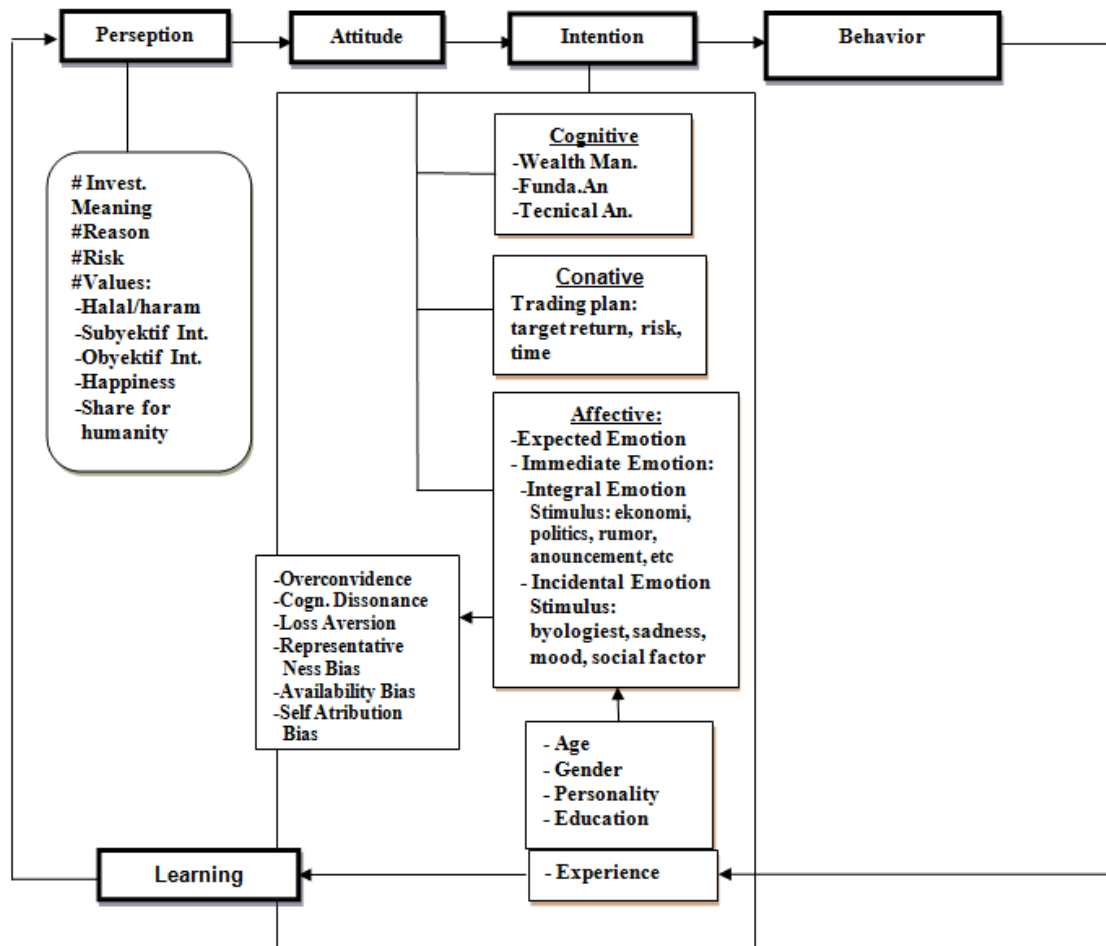 Perseption
Attitude
Intention
Behavior
# Invest.
Meaning
#Reason
#Risk
#Values:
-Halal/haram
-Subyektif Int.
-Obyektif Int.
-Happiness
-Share for
humanity
Cognitive
-Wealth Man.
-Funda.An
-Tecnical An.
Conative
Trading plan:
target return, risk,
time
Affective:
-Expected Emotion
- Immediate Emotion:
-Integral Emotion
Stimulus: ekonomi,
politics, rumor,
anouncement, etc
- Incidental Emotion
Stimulus:
byologiest, sadness,
mood, social factor
-Overconvidence
-Cogn. Dissonance
-Loss Aversion
-Representative
Ness Bias
-Availability Bias
-Self Atribution
Bias
- Age
- Gender
- Personality
- Education
- Experience
Learning